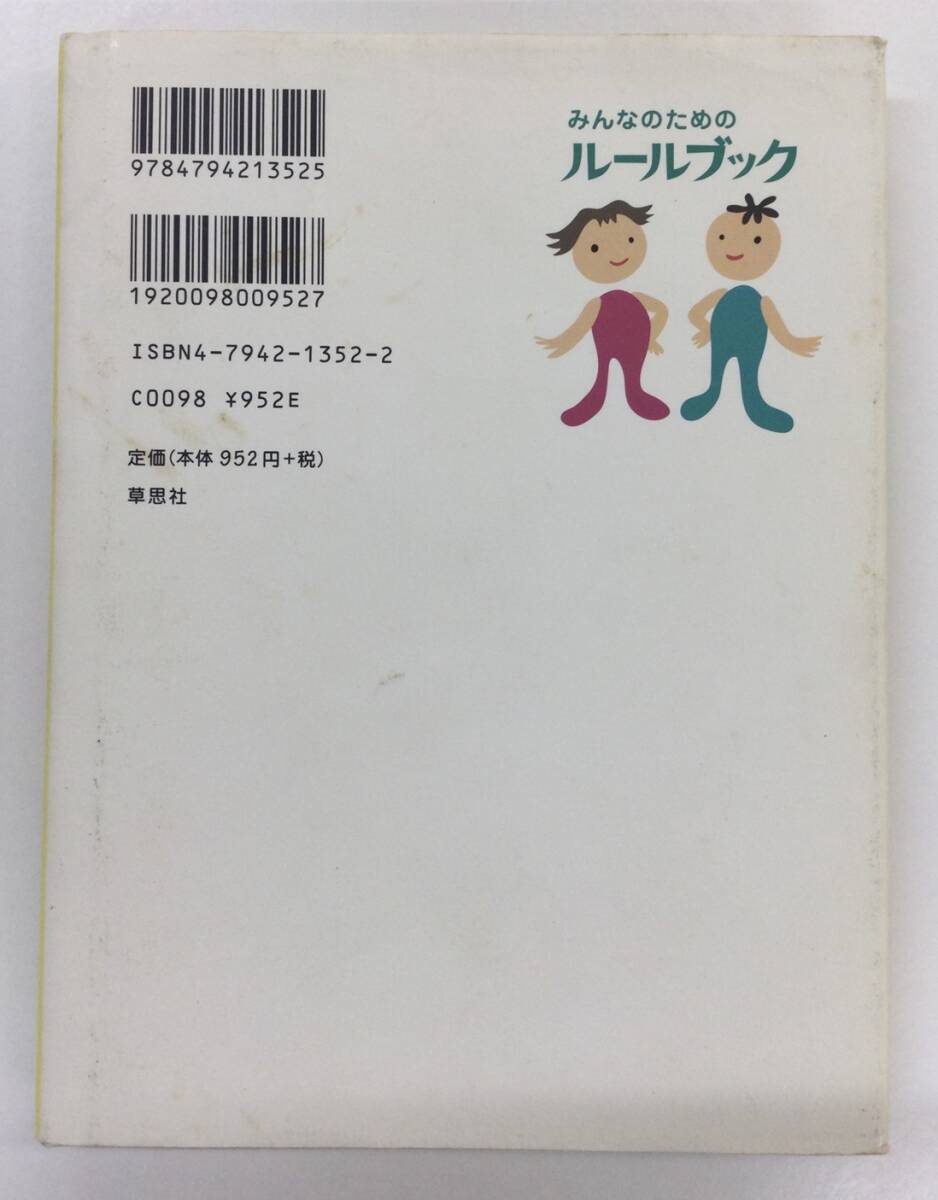 9784794213525
1920098009527
ISBN4-7942-1352-2
C0098 ¥952E
定価(本体952円+税)
草思社
みんなのための
ルールブック